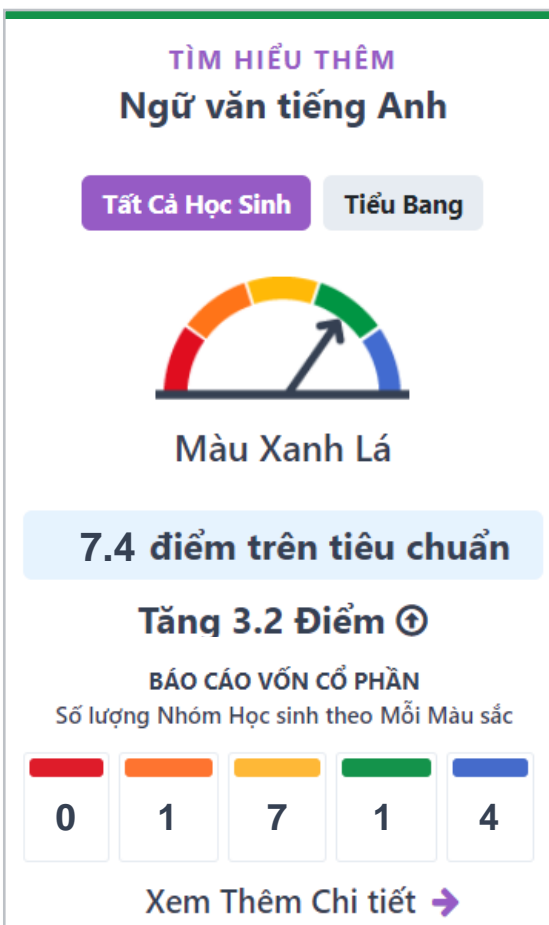 TÌM HIỂU THÊM
Ngữ văn tiếng Anh
Tất Cả Học Sinh Tiểu Bang
Màu Xanh Lá
7.4 điểm trên tiêu chuẩn
Tăng 3.2 Điểm
BÁO CÁO VỐN CỔ PHẦN
Số lượng Nhóm Học sinh theo Mỗi Màu sắc
0 1 7 1 4
Xem Thêm Chi tiết